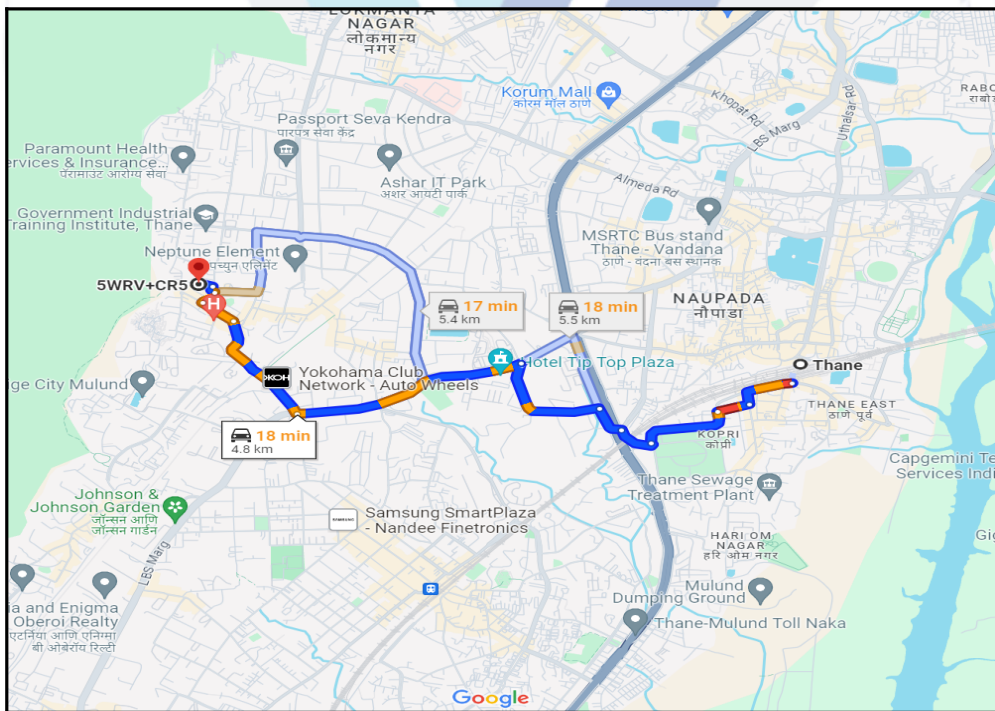 LOKMANYA
NAGAR
लोकमान्य
नगर
Korum Mall
कोरम मॉल ठाणे
Khopat Rd
LBS Marg
Uthalsar Rd
RABO
राबोड
Passport Seva Kendra
पारपत्र सेवा केंद्र
Paramount Health
ervices & Insurance...
पॅरामाउंट आरोग्य सेवा
Ashar IT Park
अशर आयटी पार्क
Almeda Rd
Government Industrial
raining Institute, Thane
MSRTC Bus stand
Thane - Vandana
ठाणे - वंदना बस स्थानक
Neptune Element
नेपच्युन एलिमेंट
5WRV+CR5
H
17 min
5.4 km
18 min
5.5 km
NAUPADA
नौपाडा
Hotel Tip Top Plaza
Thane
Yokohama Club
Network - Auto Wheels
ge City Mulund
THANE EAST
ठाणे पूर्व
18 min
4.8 km
KOPRI
कोप्री
Capgemini Te
Services Indi
Thane Sewage
Treatment Plant
Johnson &
Johnson Garden
जॉन्सन आणि
जॉन्सन गार्डन
SAMSUNG
Samsung SmartPlaza
- Nandee Finetronics
HARI OM
NAGAR
हरि ओम नगर
Gig
LBS Marg
Mulund
Dumping Ground
ia and Enigma
Oberoi Realty
एटर्निया आणि एनिग्मा
बी ओबेरॉय रिल्टी
Thane-Mulund Toll Naka
Google